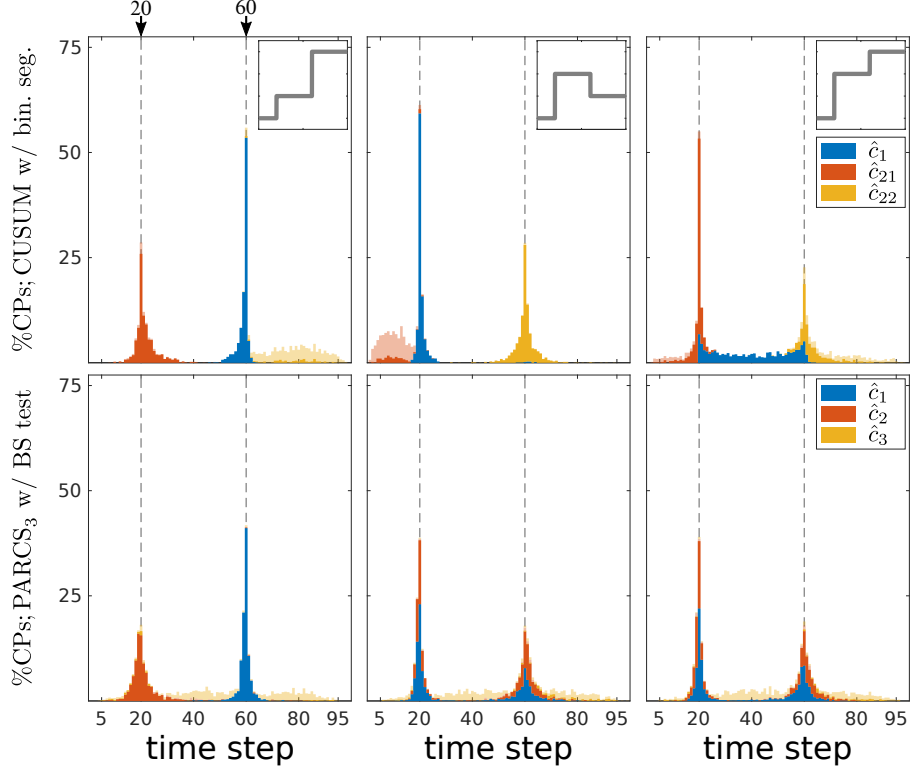 20 60
%CPs; CUSUM w/ bin. seg.
75
50
25
ĉ₁
ĉ₂₁
ĉ₂₂
%CPs; PARCS₃ w/ BS test
75
50
25
ĉ₁
ĉ₂
ĉ₃
5 20 40 60 80 95
5 20 40 60 80 95
5 20 40 60 80 95
time step
time step
time step